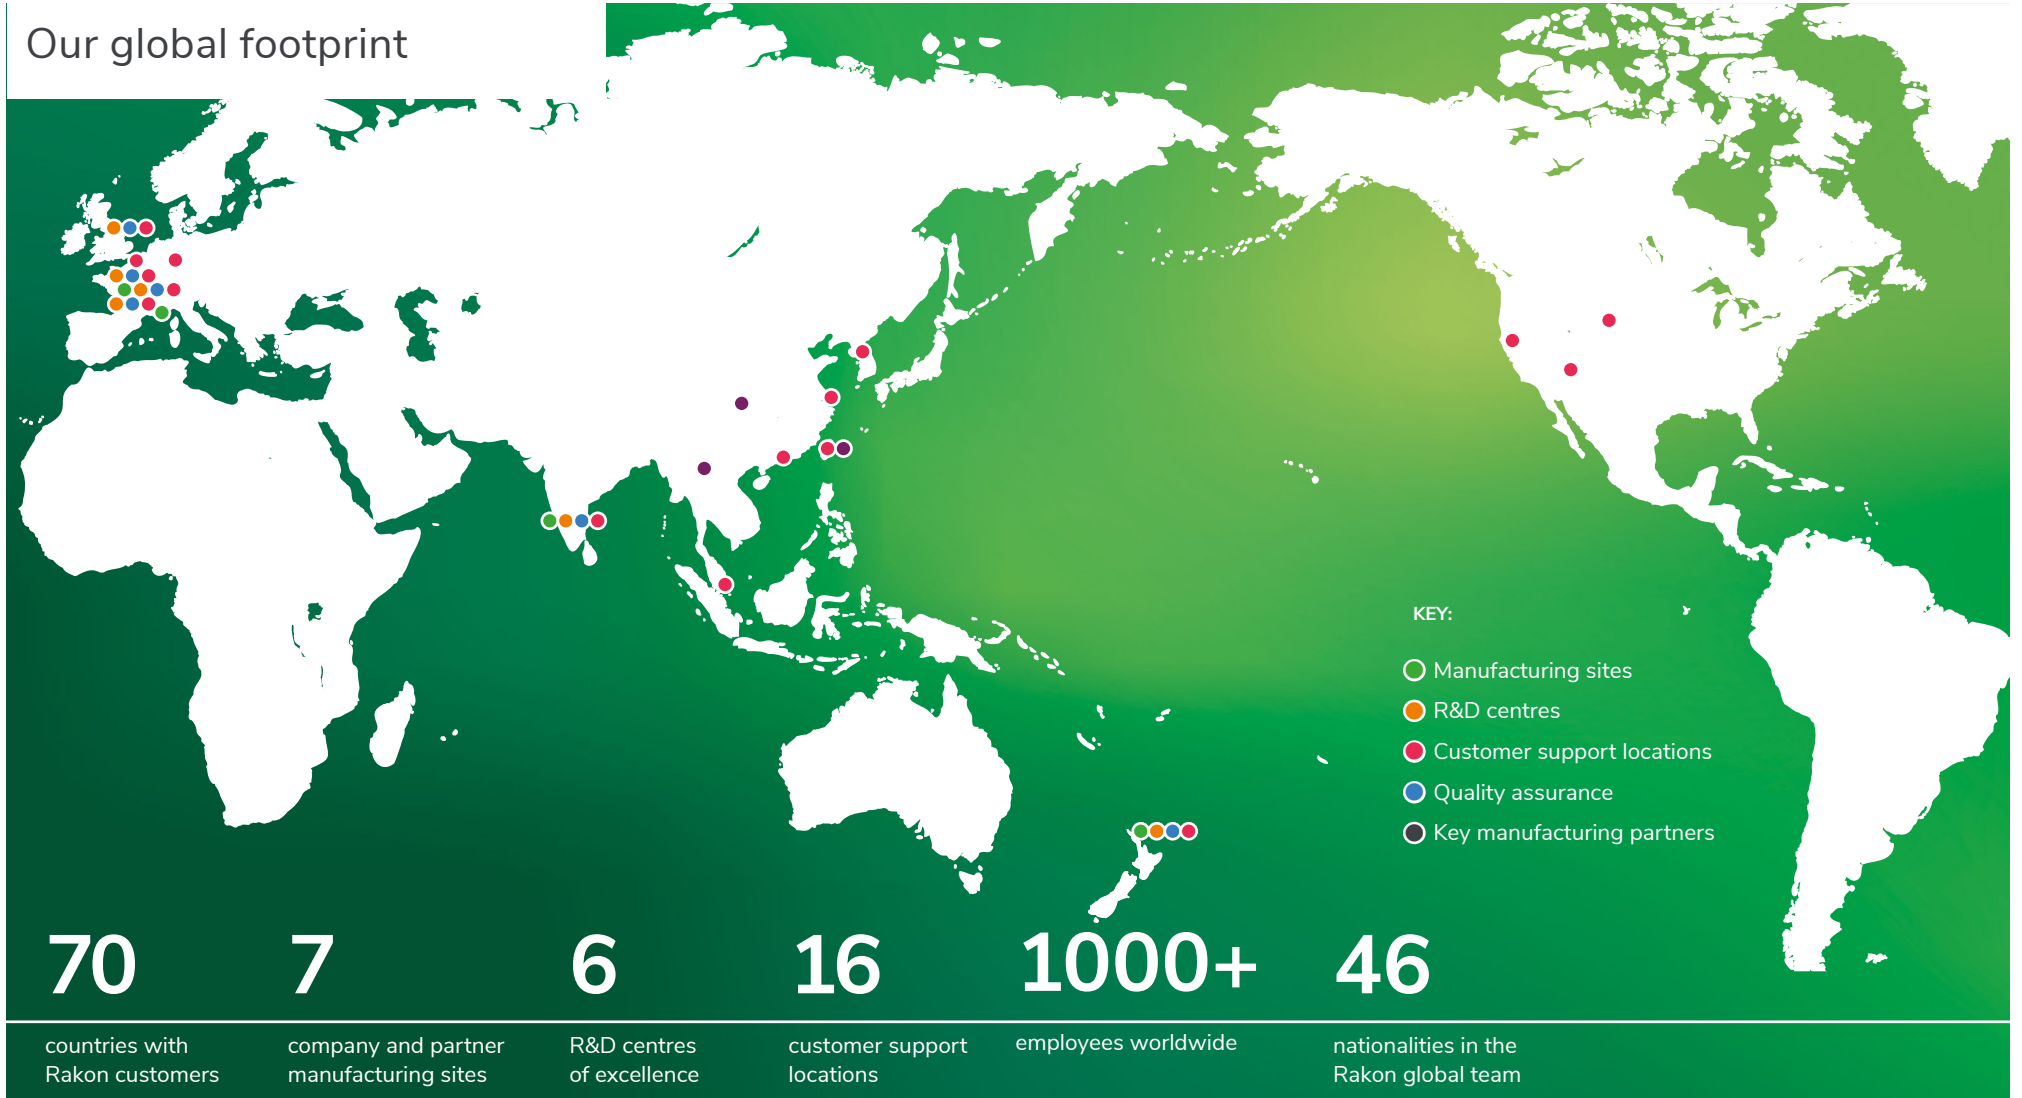 Our global footprint
KEY:
Manufacturing sites
R&D centres
Customer support locations
Quality assurance
Key manufacturing partners
70
countries with
Rakon customers
7
company and partner
manufacturing sites
6
R&D centres
of excellence
16
customer support
locations
1000+
employees worldwide
46
nationalities in the
Rakon global team